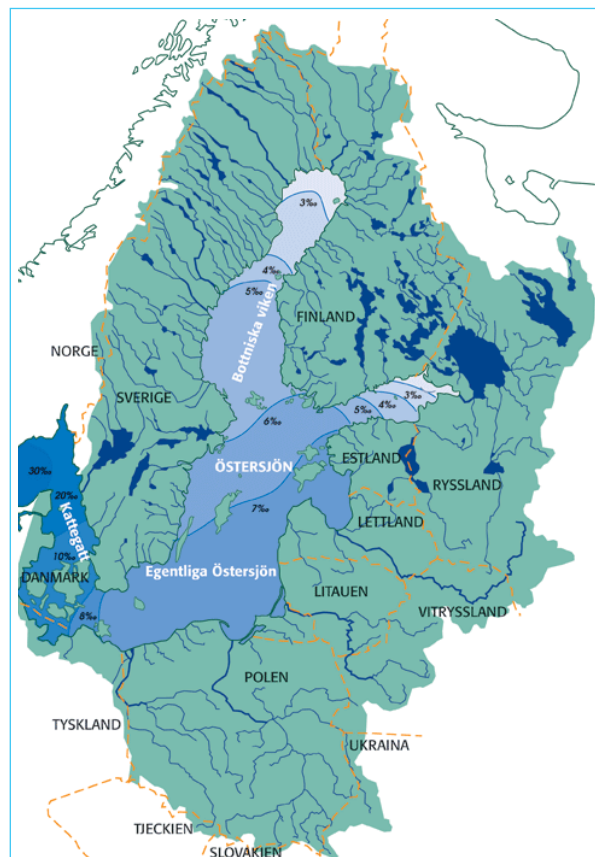 3‰
4‰
5‰
Bottniska viken
FINLAND
NORGE
SVERIGE
3‰
4‰
5‰
6‰
30‰
20‰
Kattegatt
10‰
ÖSTERSJÖN
ESTLAND
RYSSLAND
7‰
LETTLAND
DANMARK
Egentliga Östersjön
LITAUEN
VITRYSSLAND
8‰
POLEN
TYSKLAND
UKRAINA
TJECKIEN
SLOVAKIEN